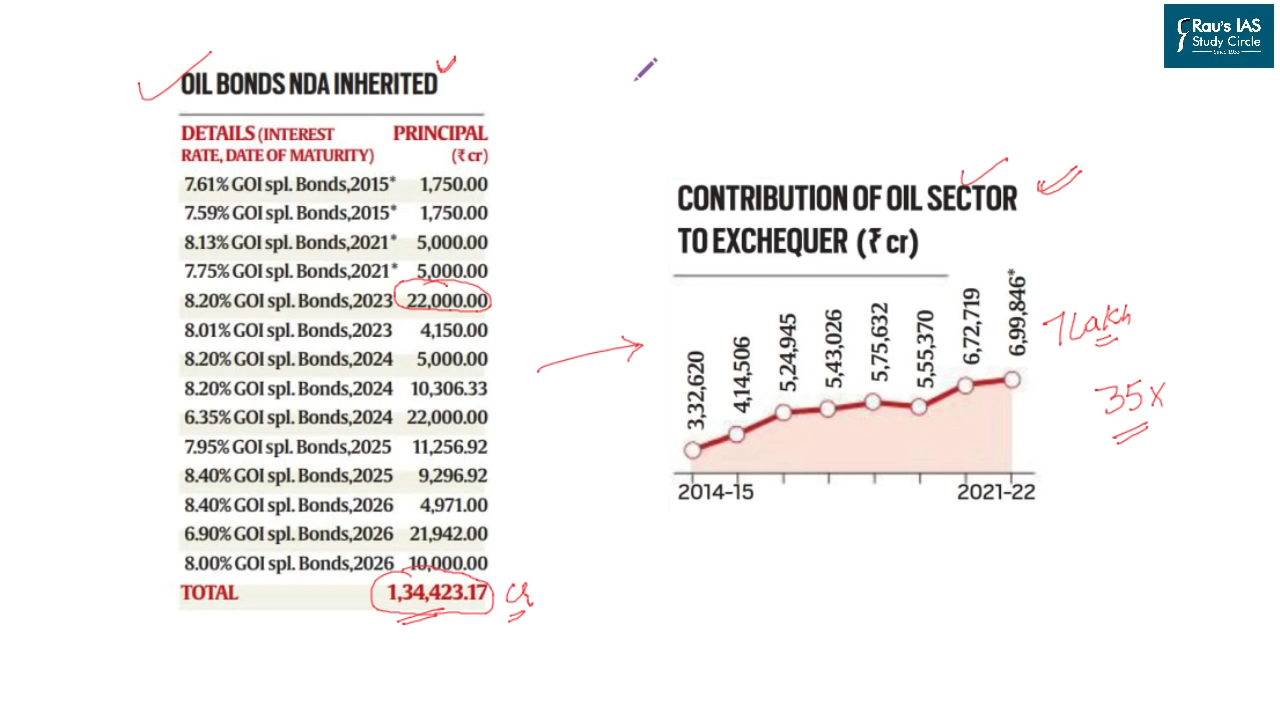 Rau's IAS
Study Circle
Since 1953
OIL BONDS NDA INHERITED
DETAILS (INTEREST PRINCIPAL
RATE, DATE OF MATURITY) (₹ cr)
7.61% GOI spl. Bonds,2015* 1,750.00
7.59% GOI spl. Bonds,2015* 1,750.00
8.13% GOI spl. Bonds,2021* 5,000.00
7.75% GOI spl. Bonds,2021* 5,000.00
8.20% GOI spl. Bonds,2023 22,000.00
8.01% GOI spl. Bonds,2023 4,150.00
8.20% GOI spl. Bonds,2024 5,000.00
8.20% GOI spl. Bonds,2024 10,306.33
6.35% GOI spl. Bonds,2024 22,000.00
7.95% GOI spl. Bonds,2025 11,256.92
8.40% GOI spl. Bonds,2025 9,296.92
8.40% GOI spl. Bonds,2026 4,971.00
6.90% GOI spl. Bonds,2026 21,942.00
8.00% GOI spl. Bonds,2026 10,000.00
TOTAL 1,34,423.17 cr
CONTRIBUTION OF OIL SECTOR
TO EXCHEQUER (₹ cr)
3,32,620
4,14,506
5,24,945
5,43,026
5,75,632
5,55,370
6,72,719
6,99,846*
7 Lakh
35x
2014-15 2021-22